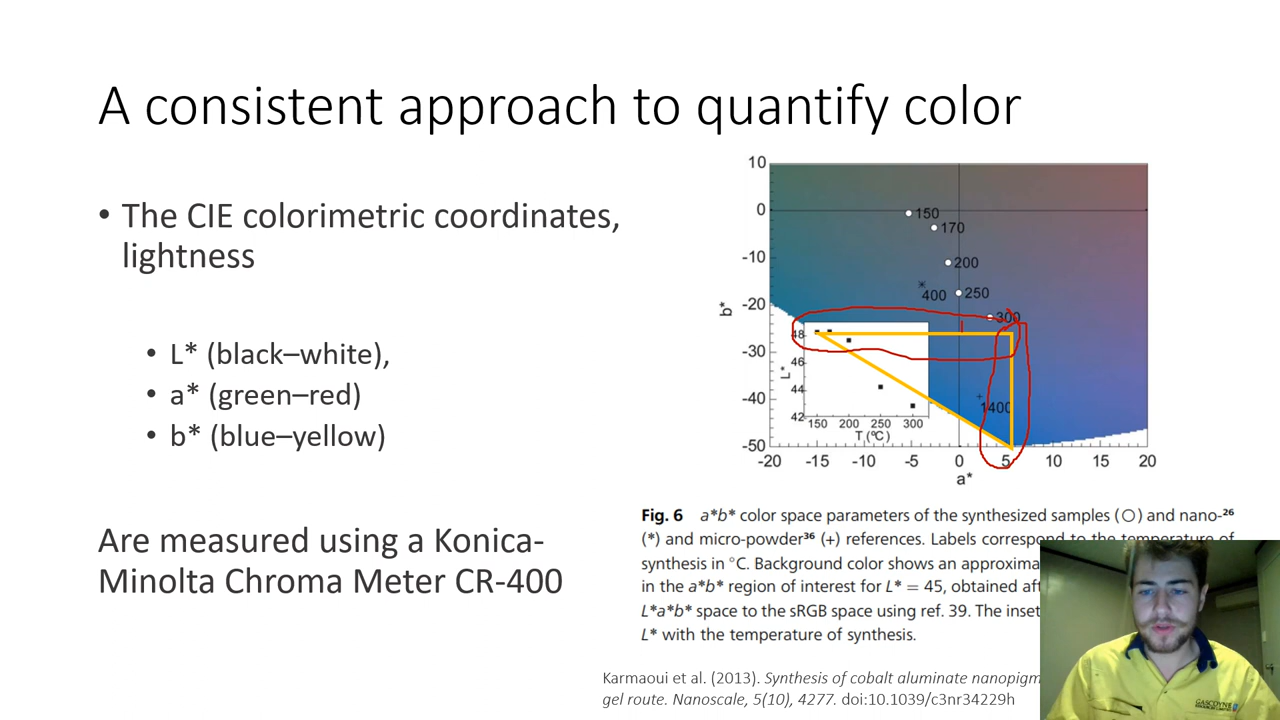 A consistent approach to quantify color
• The CIE colorimetric coordinates,
lightness
• L* (black–white),
• a* (green–red)
• b* (blue–yellow)
Are measured using a Konica-
Minolta Chroma Meter CR-400
10
0
-10
-20
-30
-40
-50
b*
150
170
200
400
250
300
1400
48
46
44
42
L*
150 200 250 300
T (ºC)
-20 -15 -10 -5 0 5 10 15 20
a*
Fig. 6 a*b* color space parameters of the synthesized samples (○) and nano-²⁶
(*) and micro-powder³⁶ (+) references. Labels correspond to the temperature of
synthesis in °C. Background color shows an approxima
in the a*b* region of interest for L* = 45, obtained aft
L*a*b* space to the sRGB space using ref. 39. The inset
L* with the temperature of synthesis.
Karmaoui et al. (2013). Synthesis of cobalt aluminate nanopigm
gel route. Nanoscale, 5(10), 4277. doi:10.1039/c3nr34229h
GASCOYNE